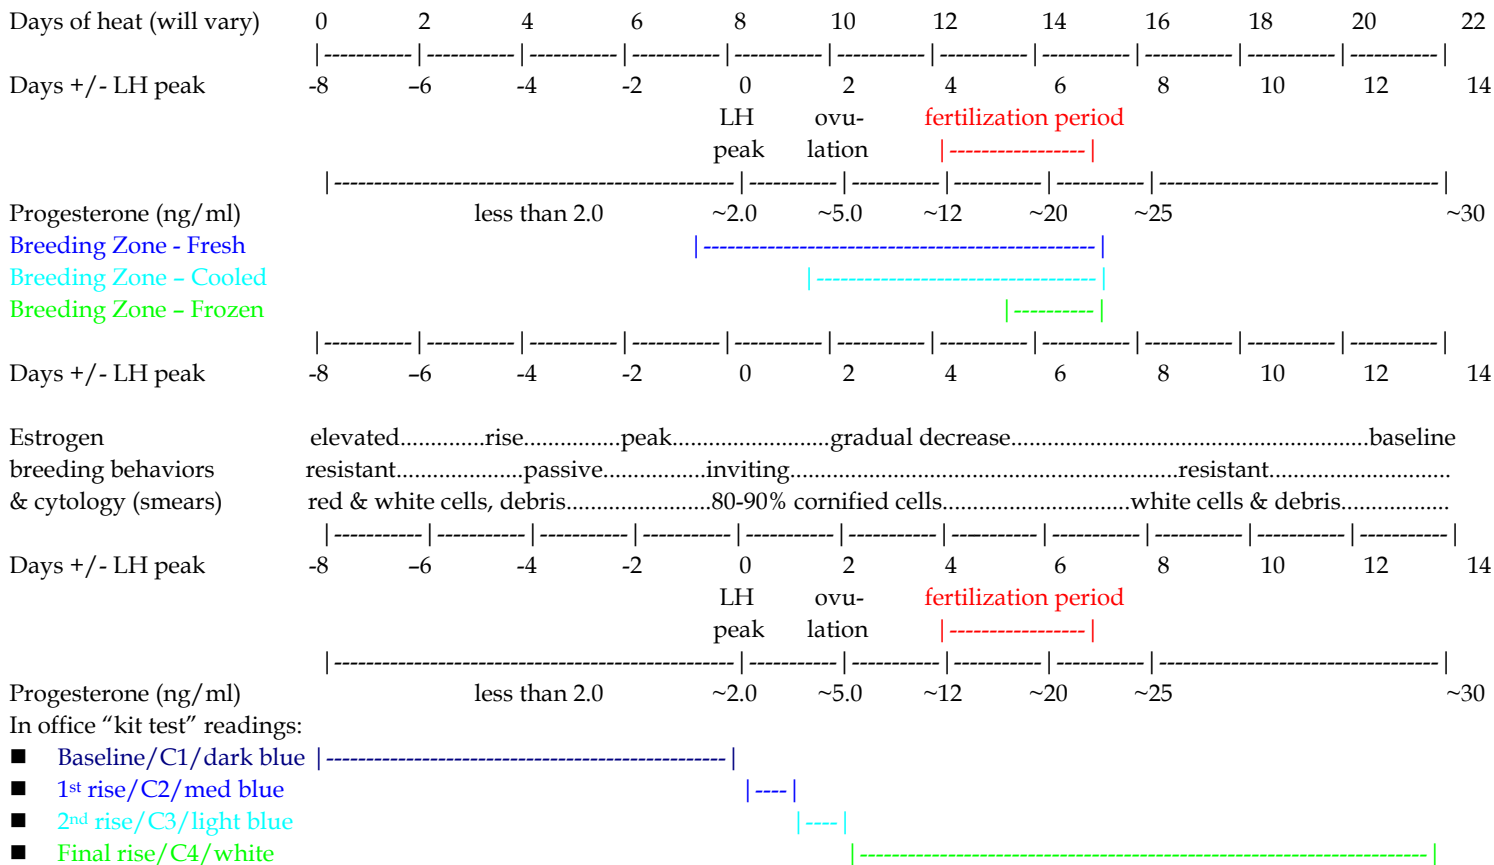 Days of heat (will vary) 0 2 4 6 8 10 12 14 16 18 20 22
|------------|------------|------------|------------|------------|------------|------------|------------|------------|------------|------------|
Days +/- LH peak -8 –6 -4 -2 0 2 4 6 8 10 12 14
LH ovu- fertilization period
peak lation |-----------------|
|--------------------------------------------------|-----------|-----------|-----------|-----------|------------------------------------|
Progesterone (ng/ml) less than 2.0 ~2.0 ~5.0 ~12 ~20 ~25 ~30
Breeding Zone - Fresh |-------------------------------------------------|
Breeding Zone – Cooled |-----------------------------------|
Breeding Zone – Frozen |----------|
|------------|------------|------------|------------|------------|------------|------------|------------|------------|------------|------------|
Days +/- LH peak -8 –6 -4 -2 0 2 4 6 8 10 12 14
Estrogen elevated..............rise................peak..........................gradual decrease..........................................................baseline
breeding behaviors resistant.....................passive.................inviting...............................................................resistant..............................
& cytology (smears) red & white cells, debris........................80-90% cornified cells...............................white cells & debris..................
|-----------|------------|------------|------------|-----------|------------|------------|------------|------------|------------|------------|
Days +/- LH peak -8 –6 -4 -2 0 2 4 6 8 10 12 14
LH ovu- fertilization period
peak lation |-----------------|
|--------------------------------------------------|-----------|-----------|-----------|-----------|------------------------------------|
Progesterone (ng/ml) less than 2.0 ~2.0 ~5.0 ~12 ~20 ~25 ~30
In office “kit test” readings:
■ Baseline/C1/dark blue |--------------------------------------------------|
■ 1st rise/C2/med blue |----|
■ 2nd rise/C3/light blue |----|
■ Final rise/C4/white |-----------------------------------------------------------------------|